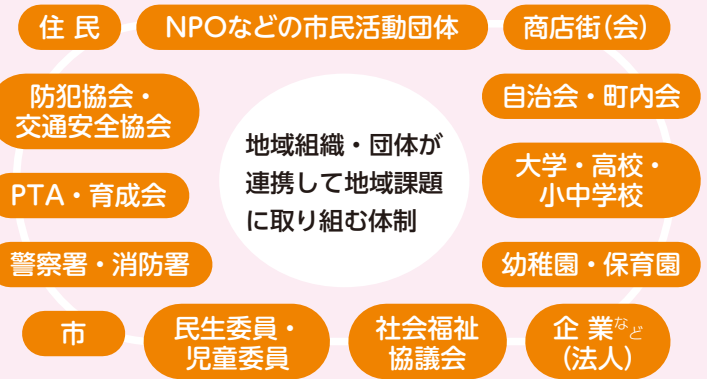 住民
NPOなどの市民活動団体
商店街(会)
防犯協会・
交通安全協会
自治会・町内会
地域組織・団体が
連携して地域課題
に取り組む体制
大学・高校・
小中学校
PTA・育成会
警察署・消防署
幼稚園・保育園
市
民生委員・
児童委員
社会福祉
協議会
企業など
(法人)